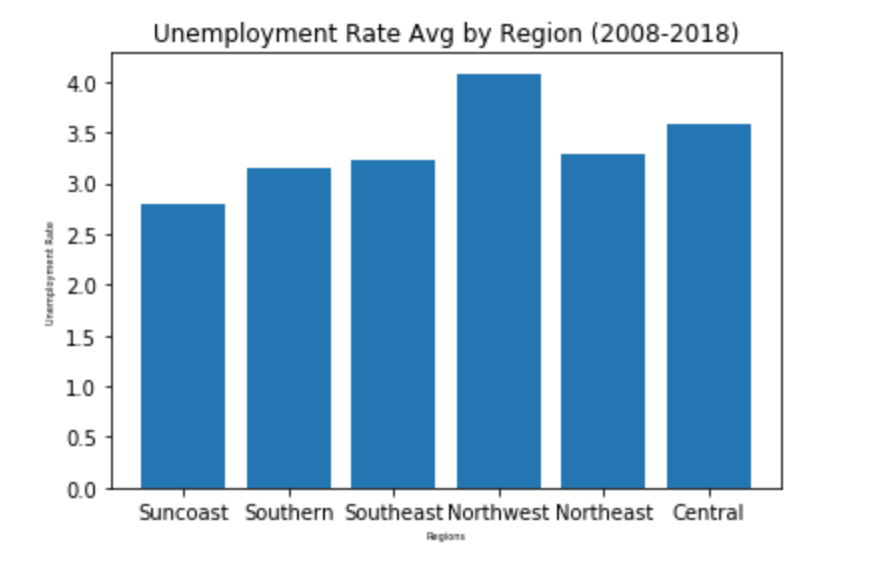 Unemployment Rate Avg by Region (2008-2018)
Unemployment Rate
4.0
3.5
3.0
2.5
2.0
1.5
1.0
0.5
0.0
Suncoast Southern Southeast Northwest Northeast Central
Regions